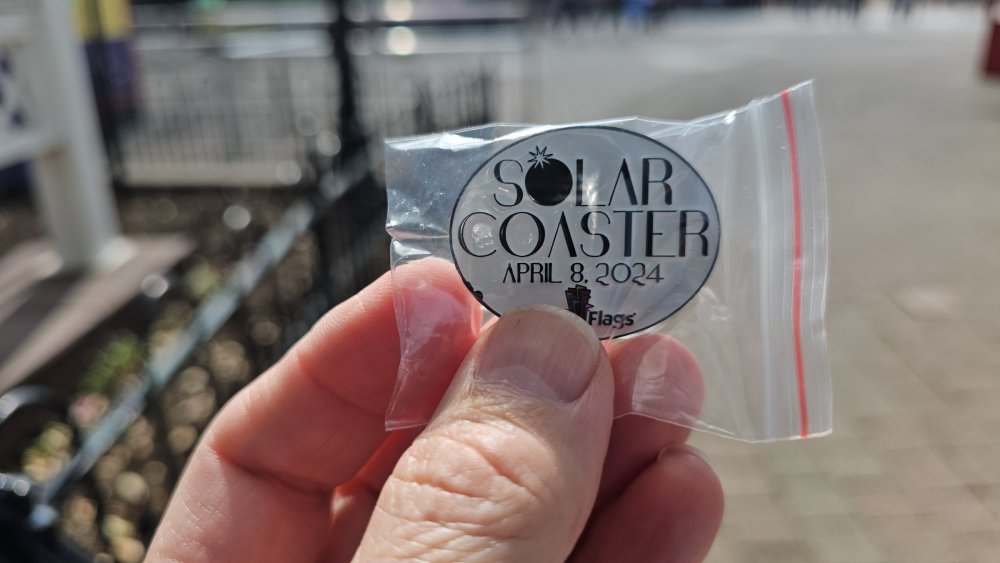 SOLAR
COASTER
APRIL 8, 2024
Flags